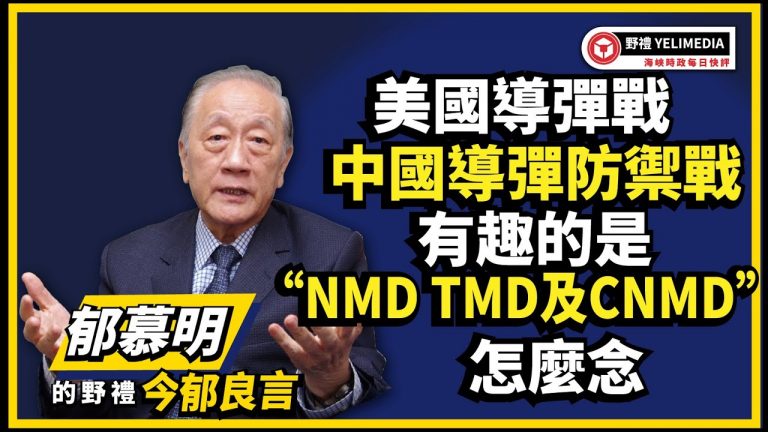 野禮 YELIMEDIA
海峽時政每日快評
美國導彈戰
中國導彈防禦戰
有趣的是
“NMD TMD及CNMD”
怎麼念
郁慕明
的野禮 今郁良言